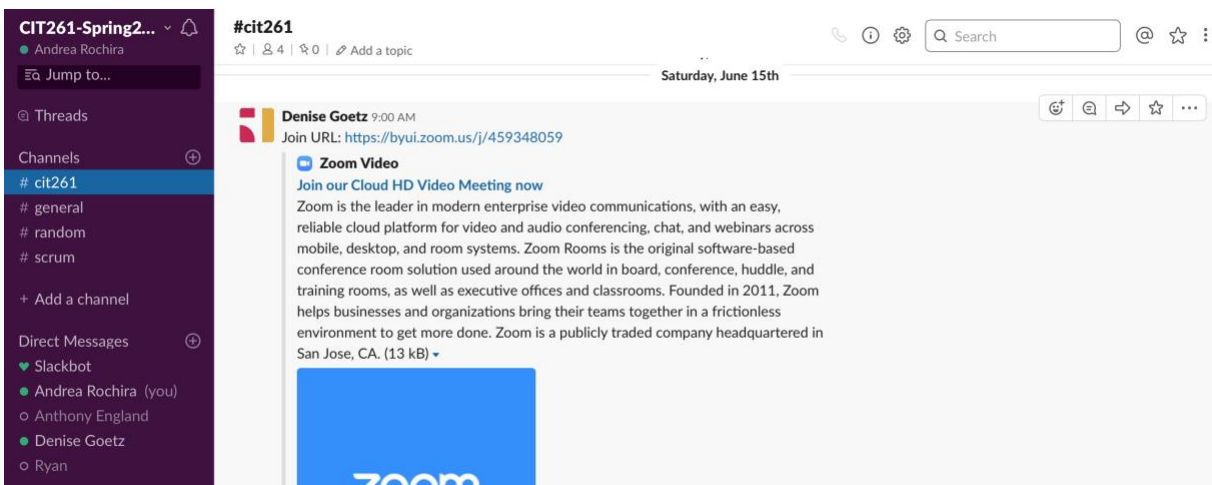 CIT261-Spring2...
Andrea Rochira
Jump to...
Threads
Channels
# cit261
# general
# random
# scrum
+ Add a channel
Direct Messages
Slackbot
Andrea Rochira (you)
Anthony England
Denise Goetz
Ryan
#cit261
4 | 0 | Add a topic
Search
Saturday, June 15th
Denise Goetz 9:00 AM
Join URL: https://byui.zoom.us/j/459348059
Zoom Video
Join our Cloud HD Video Meeting now
Zoom is the leader in modern enterprise video communications, with an easy,
reliable cloud platform for video and audio conferencing, chat, and webinars across
mobile, desktop, and room systems. Zoom Rooms is the original software-based
conference room solution used around the world in board, conference, huddle, and
training rooms, as well as executive offices and classrooms. Founded in 2011, Zoom
helps businesses and organizations bring their teams together in a frictionless
environment to get more done. Zoom is a publicly traded company headquartered in
San Jose, CA. (13 kB)
zoom